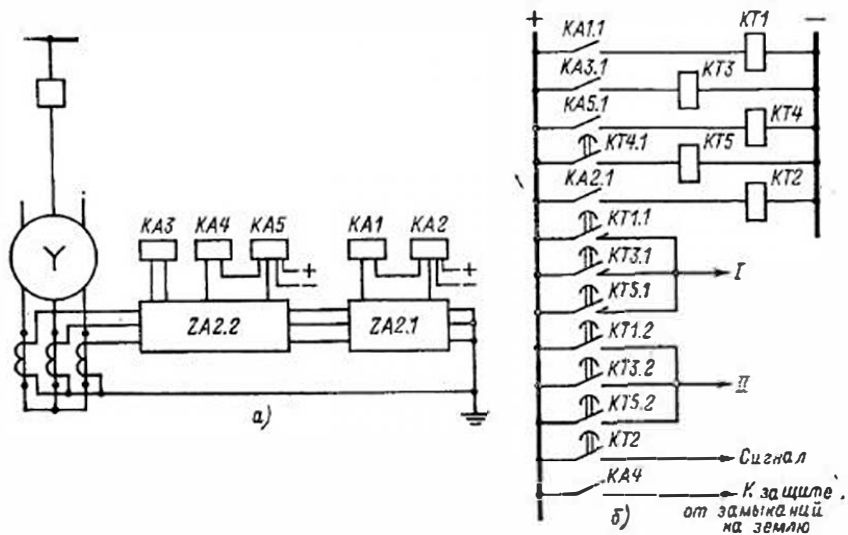 KA3 KA4 KA5 KA1 KA2
+ +
− −
Y
ZA2.2 ZA2.1
а)
+ −
KA1.1 KT1
KA3.1 KT3
KA5.1 KT4
KT4.1 KT5
KA2.1 KT2
KT1.1
KT3.1 I
KT5.1
KT1.2
KT3.2 II
KT5.2
KT2 Сигнал
KA4 К защите
от замыканий
на землю
б)